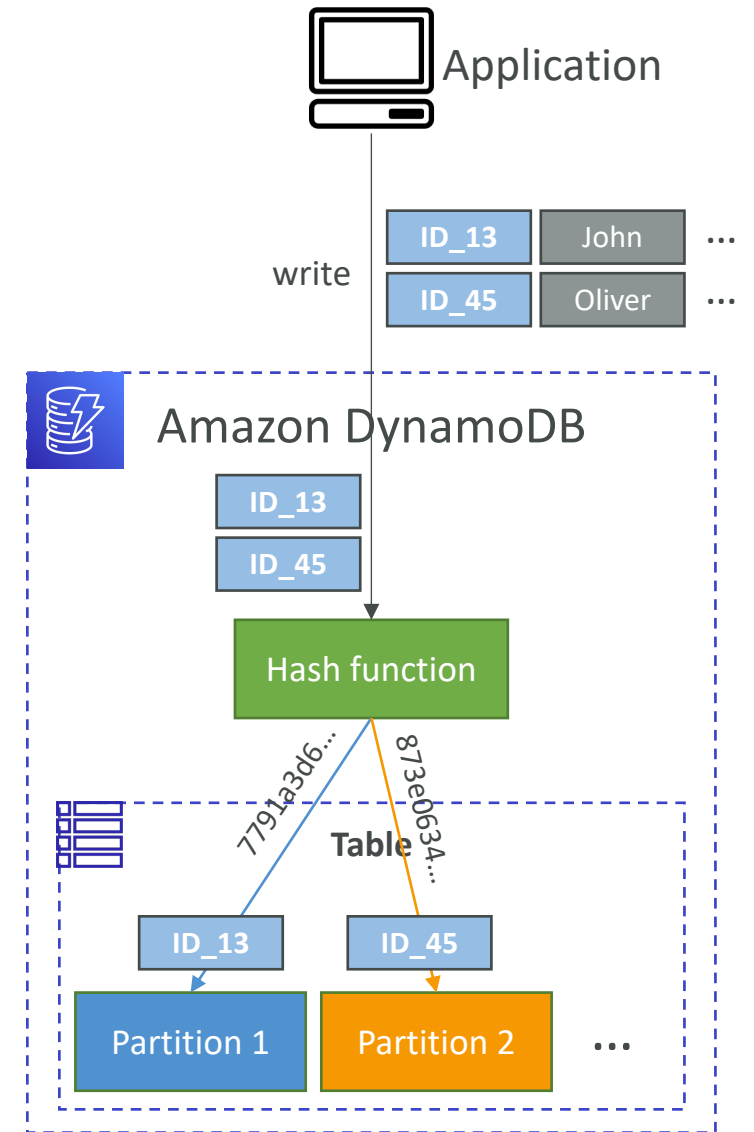 Application
ID_13 John ...
write
ID_45 Oliver ...
Amazon DynamoDB
ID_13
ID_45
Hash function
7791a3d6...
873e0634...
Table
ID_13 ID_45
Partition 1 Partition 2 ...